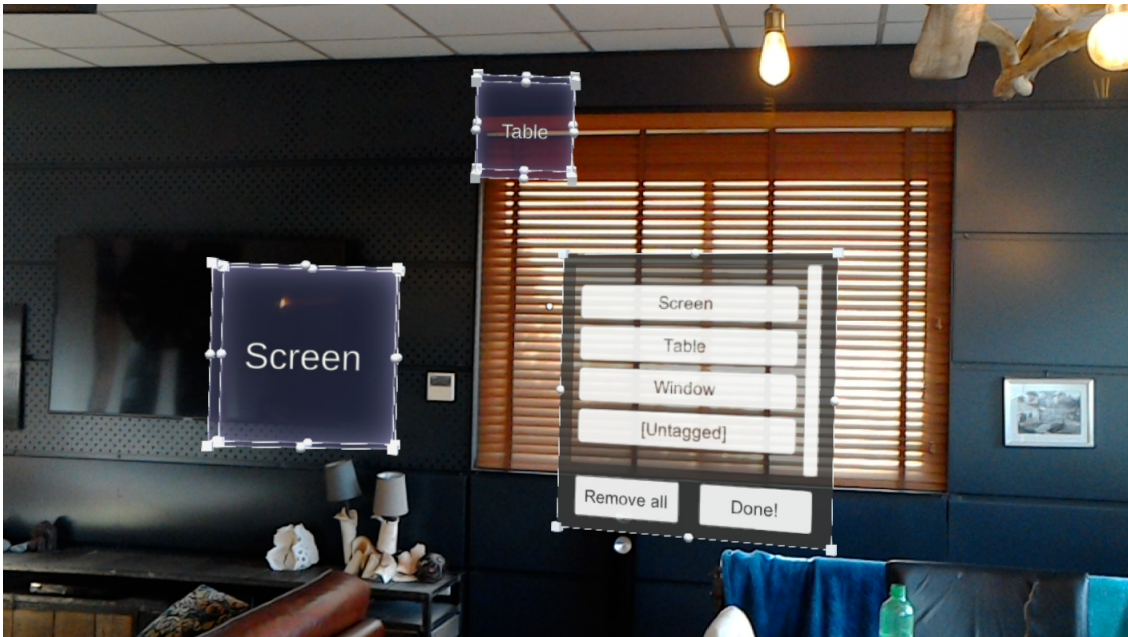 Table
Screen
Screen
Table
Window
[Untagged]
Remove all
Done!